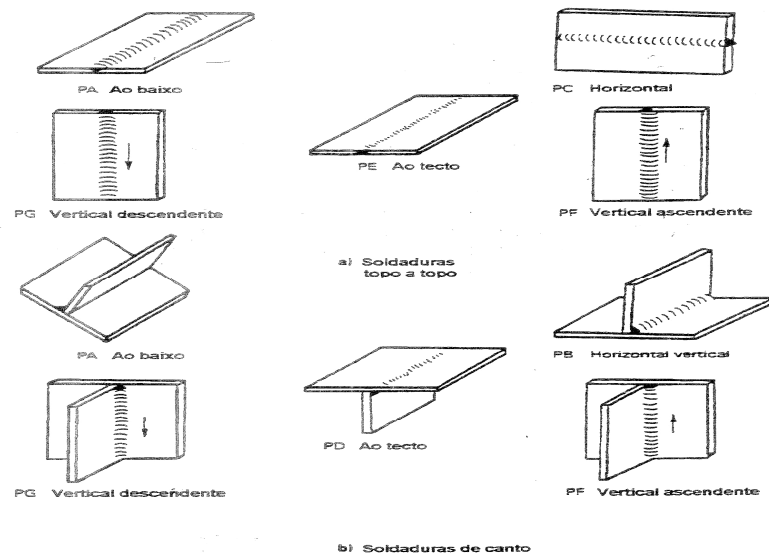 PA Ao baixo
PC Horizontal
PE Ao tecto
PG Vertical descendente
PF Vertical ascendente
a) Soldaduras
topo a topo
PA Ao baixo
PB Horizontal vertical
PD Ao tecto
PG Vertical descendente
PF Vertical ascendente
b) Soldaduras de canto